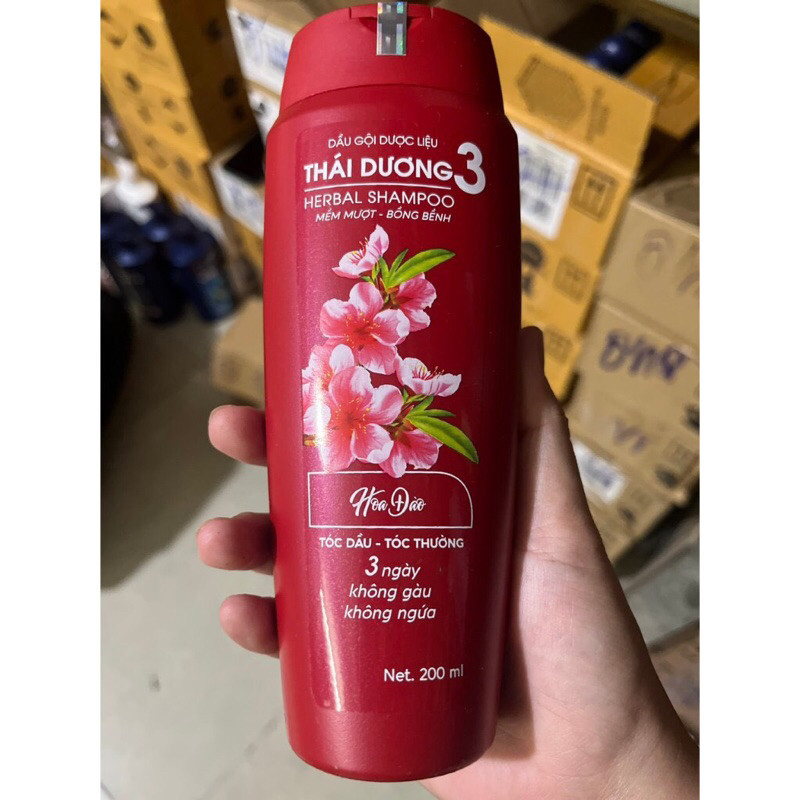 DẦU GỘI DƯỢC LIỆU
THÁI DƯƠNG 3
HERBAL SHAMPOO
MỀM MƯỢT - BỒNG BỀNH
Hoa Đào
TÓC DẦU - TÓC THƯỜNG
3 ngày
không gàu
không ngứa
Net. 200 ml